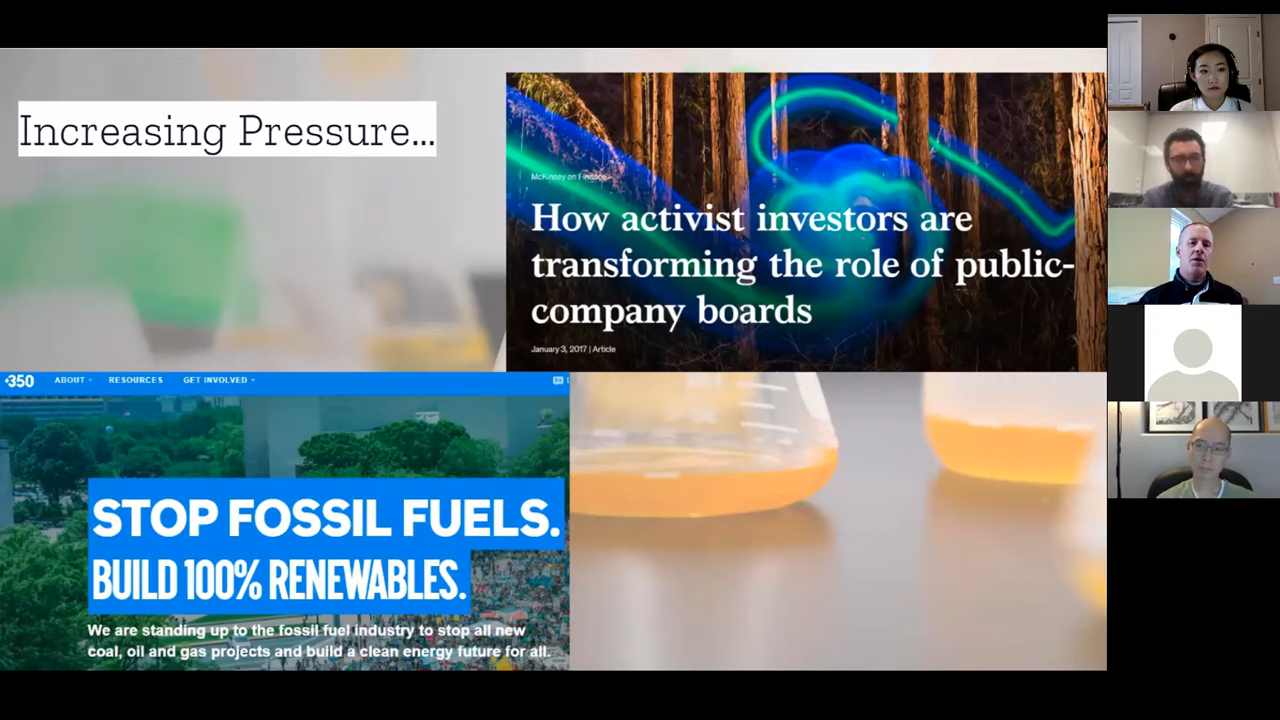 Increasing Pressure...
McKinsey on Finance
How activist investors are
transforming the role of public-
company boards
January 3, 2017 | Article
350
ABOUT
RESOURCES
GET INVOLVED
STOP FOSSIL FUELS.
BUILD 100% RENEWABLES.
We are standing up to the fossil fuel industry to stop all new
coal, oil and gas projects and build a clean energy future for all.